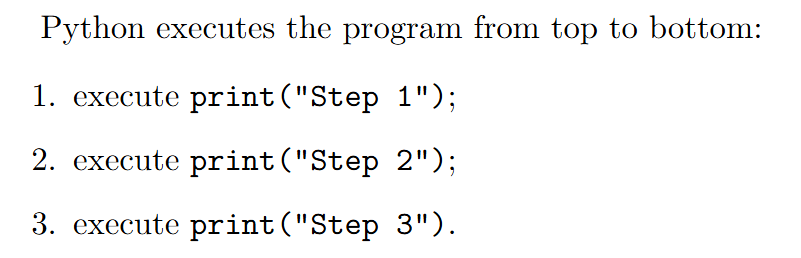 Python executes the program from top to bottom:
1. execute print("Step 1");
2. execute print("Step 2");
3. execute print("Step 3").